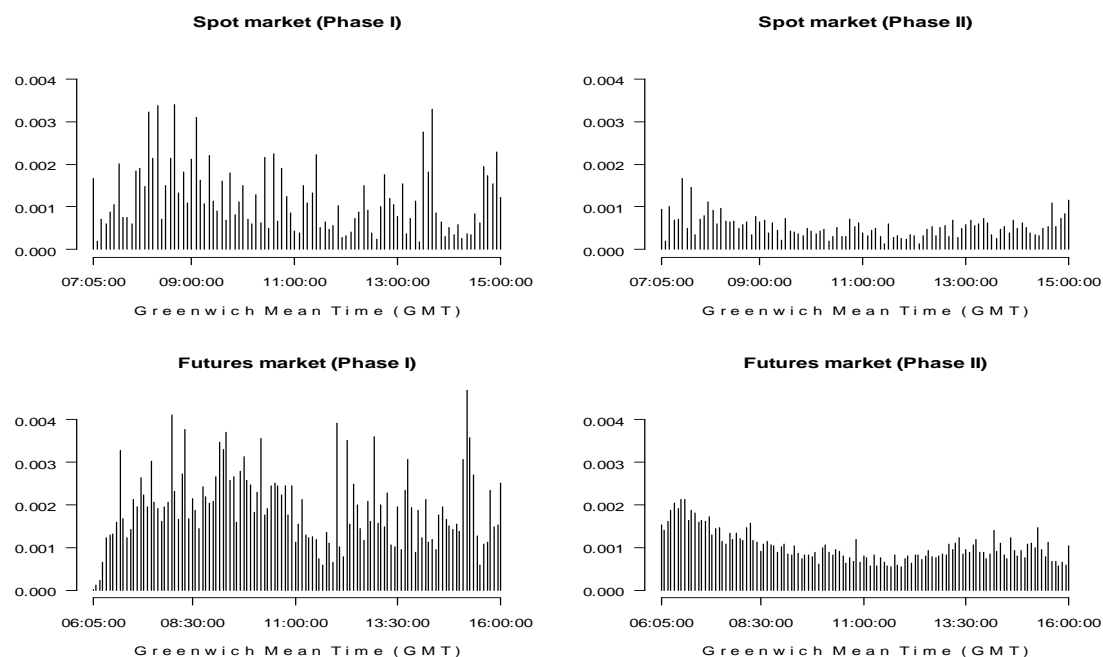 Spot market (Phase I)
0.004
0.003
0.002
0.001
0.000
07:05:00 09:00:00 11:00:00 13:00:00 15:00:00
Greenwich Mean Time (GMT)
Spot market (Phase II)
0.004
0.003
0.002
0.001
0.000
07:05:00 09:00:00 11:00:00 13:00:00 15:00:00
Greenwich Mean Time (GMT)
Futures market (Phase I)
0.004
0.003
0.002
0.001
0.000
06:05:00 08:30:00 11:00:00 13:30:00 16:00:00
Greenwich Mean Time (GMT)
Futures market (Phase II)
0.004
0.003
0.002
0.001
0.000
06:05:00 08:30:00 11:00:00 13:30:00 16:00:00
Greenwich Mean Time (GMT)